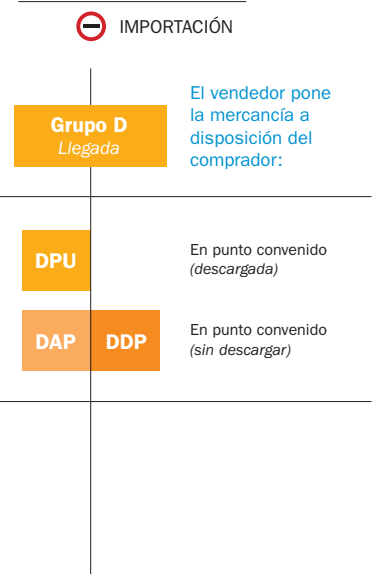 IMPORTACIÓN
Grupo D
Llegada
El vendedor pone
la mercancía a
disposición del
comprador:
DPU
En punto convenido
(descargada)
DAP DDP
En punto convenido
(sin descargar)